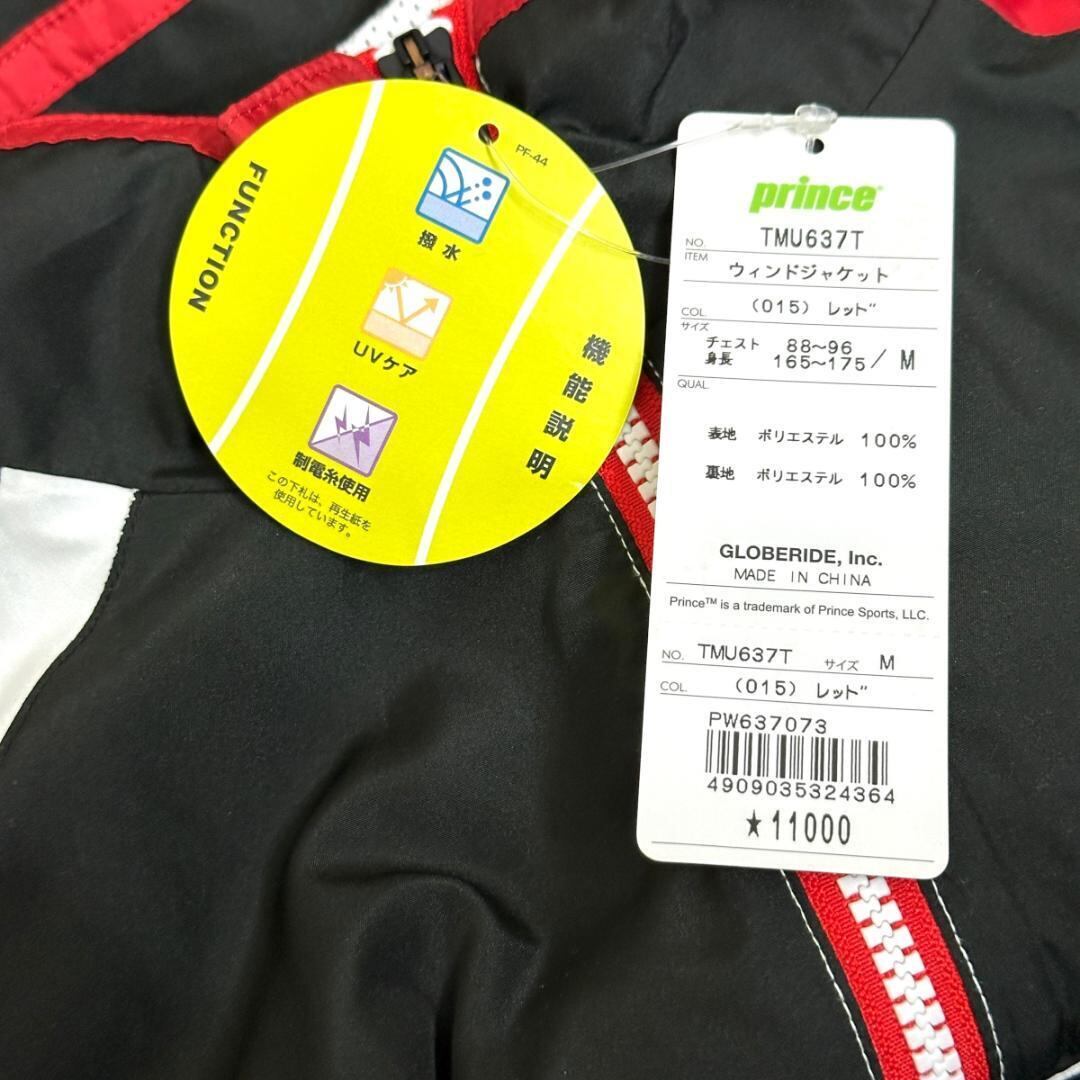 FUNCTION
PF-44
撥水
UVケア
制電糸使用
この下札は、再生紙を
使用しています。
機能説明
prince
NO. TMU637T
ITEM
ウィンドジャケット
COL. (015) レット"
サイズ
チェスト 88~96
身長 165~175 / M
QUAL.
表地 ポリエステル 100%
裏地 ポリエステル 100%
GLOBERIDE, Inc.
MADE IN CHINA
Prince™ is a trademark of Prince Sports, LLC.
NO. TMU637T サイズ M
COL. (015) レット"
PW637073
4909035324364
★11000